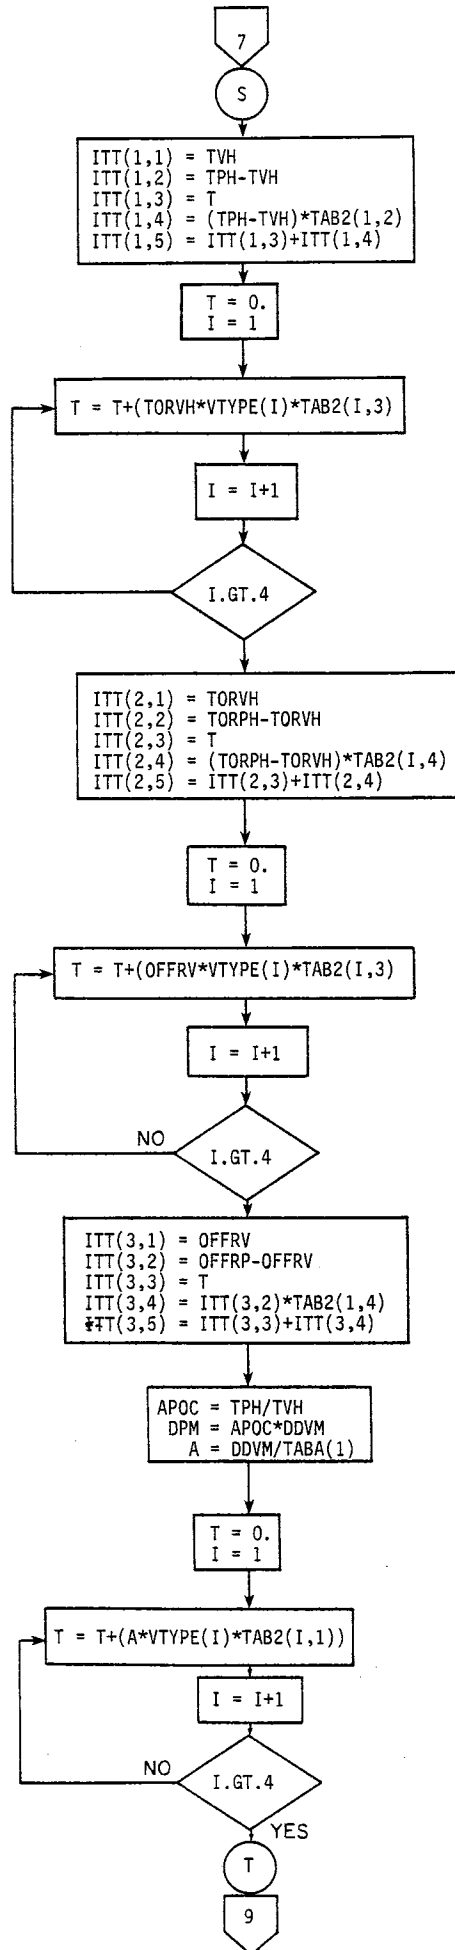 7
S
ITT(1,1) = TVH
ITT(1,2) = TPH-TVH
ITT(1,3) = T
ITT(1,4) = (TPH-TVH)*TAB2(1,2)
ITT(1,5) = ITT(1,3)+ITT(1,4)
T = 0.
I = 1
T = T+(TORVH*VTYPE(I)*TAB2(I,3)
I = I+1
I.GT.4
ITT(2,1) = TORVH
ITT(2,2) = TORPH-TORVH
ITT(2,3) = T
ITT(2,4) = (TORPH-TORVH)*TAB2(I,4)
ITT(2,5) = ITT(2,3)+ITT(2,4)
T = 0.
I = 1
T = T+(OFFRV*VTYPE(I)*TAB2(I,3)
I = I+1
NO
I.GT.4
ITT(3,1) = OFFRV
ITT(3,2) = OFFRP-OFFRV
ITT(3,3) = T
ITT(3,4) = ITT(3,2)*TAB2(1,4)
ITT(3,5) = ITT(3,3)+ITT(3,4)
APOC = TPH/TVH
DPM = APOC*DDVM
A = DDVM/TABA(1)
T = 0.
I = 1
T = T+(A*VTYPE(I)*TAB2(I,1))
I = I+1
NO
I.GT.4
YES
T
9